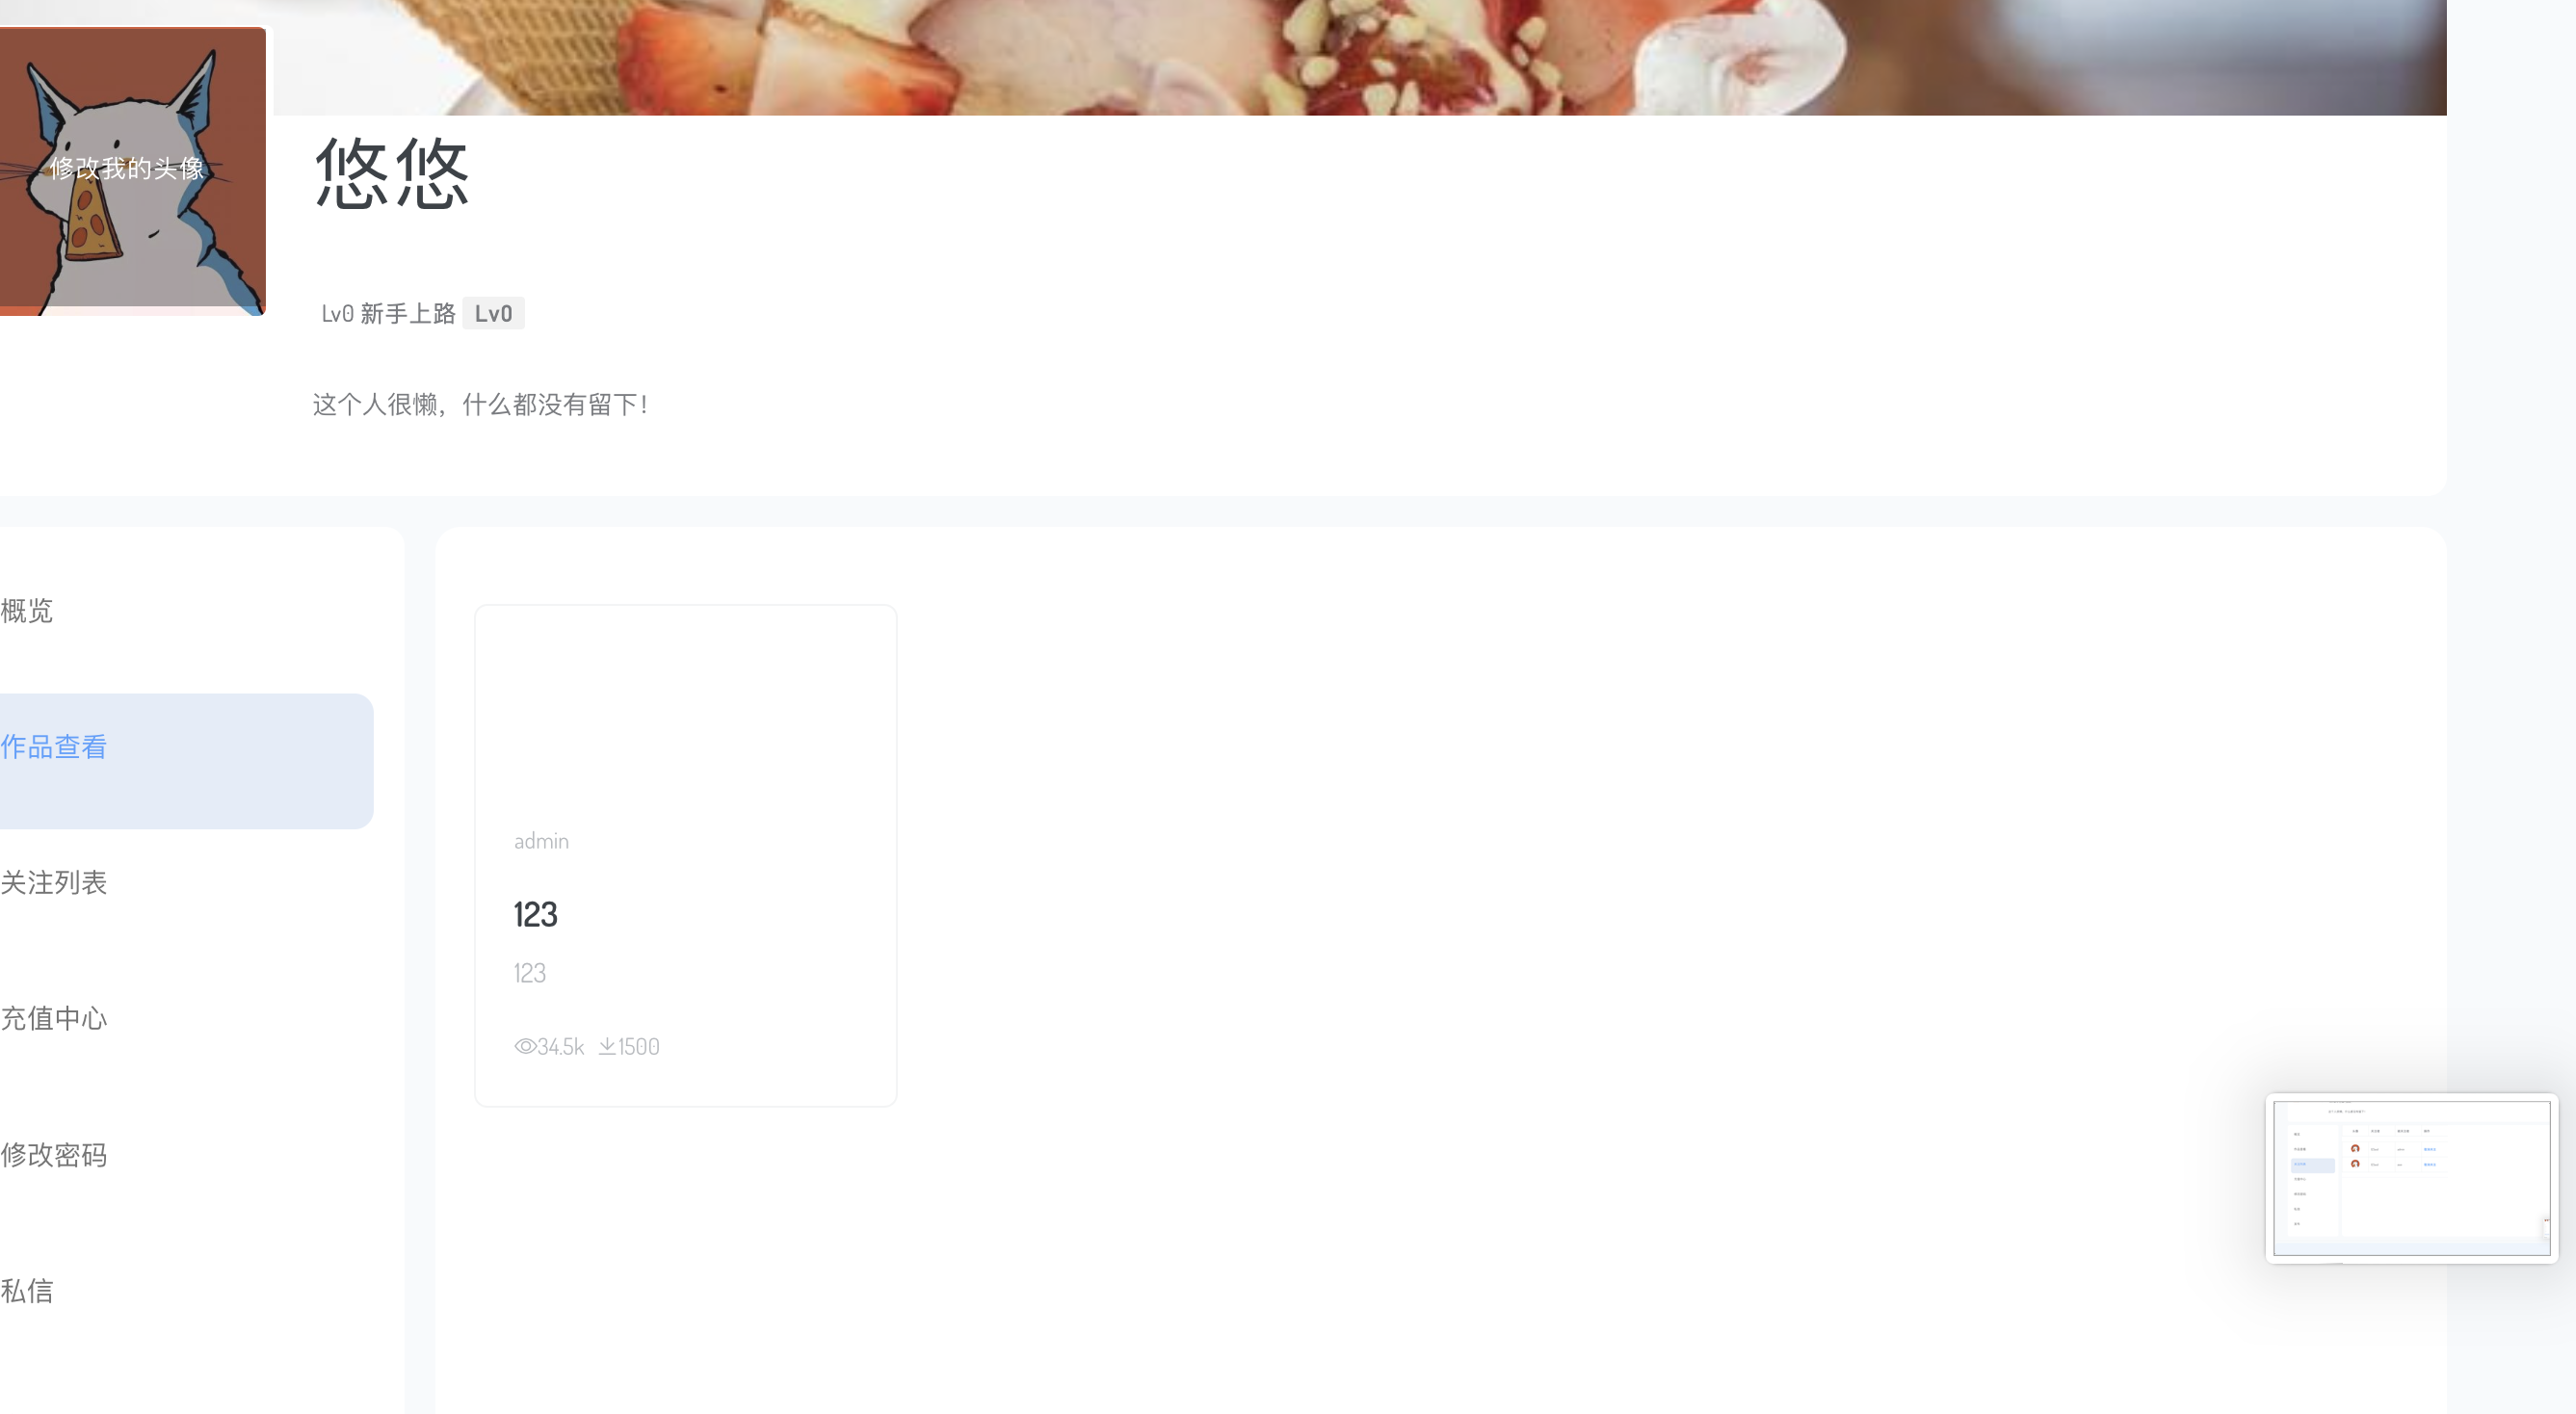 修改我的头像
悠悠
Lv0 新手上路 Lv0
这个人很懒，什么都没有留下！
概览
作品查看
关注列表
充值中心
修改密码
私信
admin
123
123
34.5k 1500